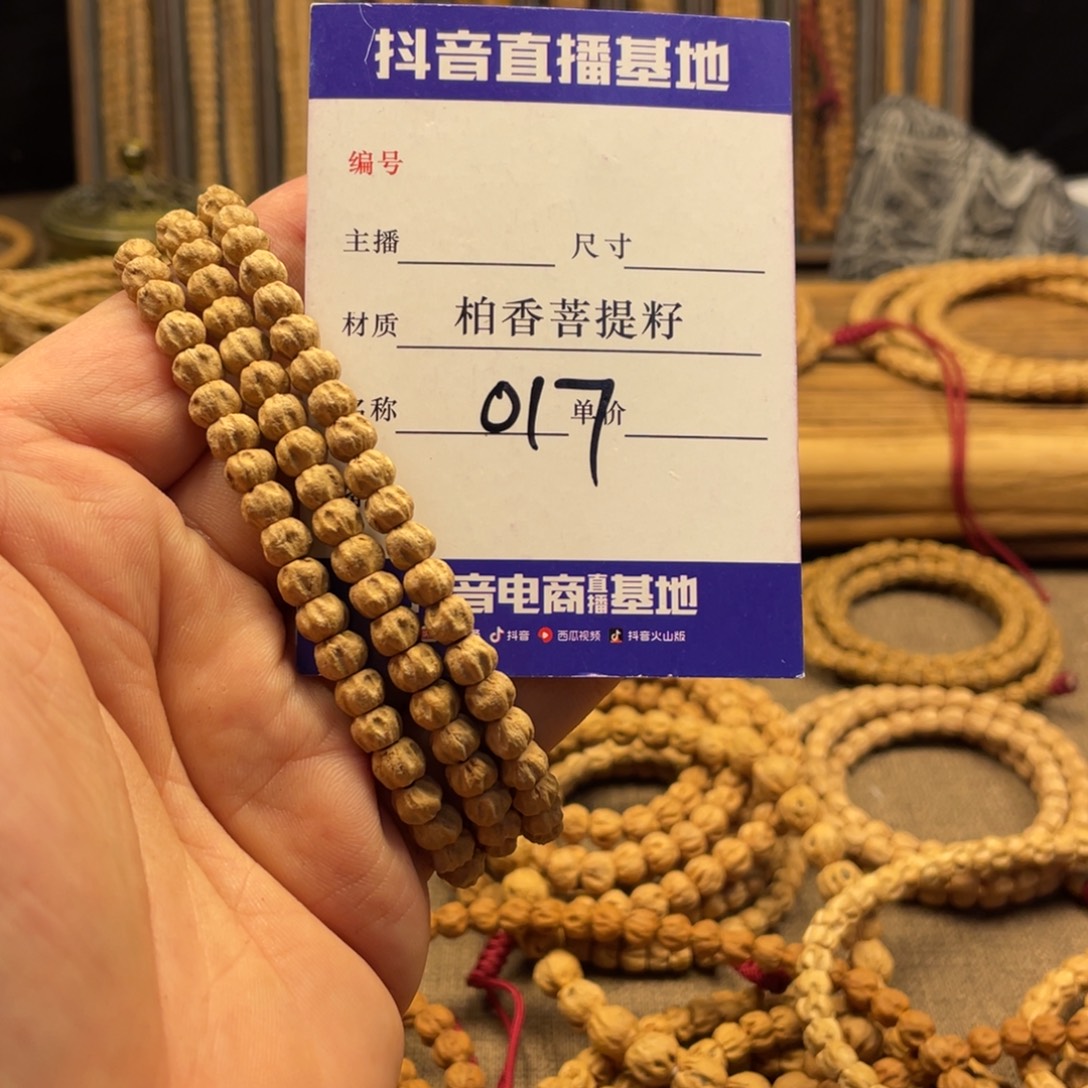 抖音直播基地
编号
主播 尺寸
材质 柏香菩提籽
名称 017 单价
音电商直播基地
抖音 西瓜视频 抖音火山版